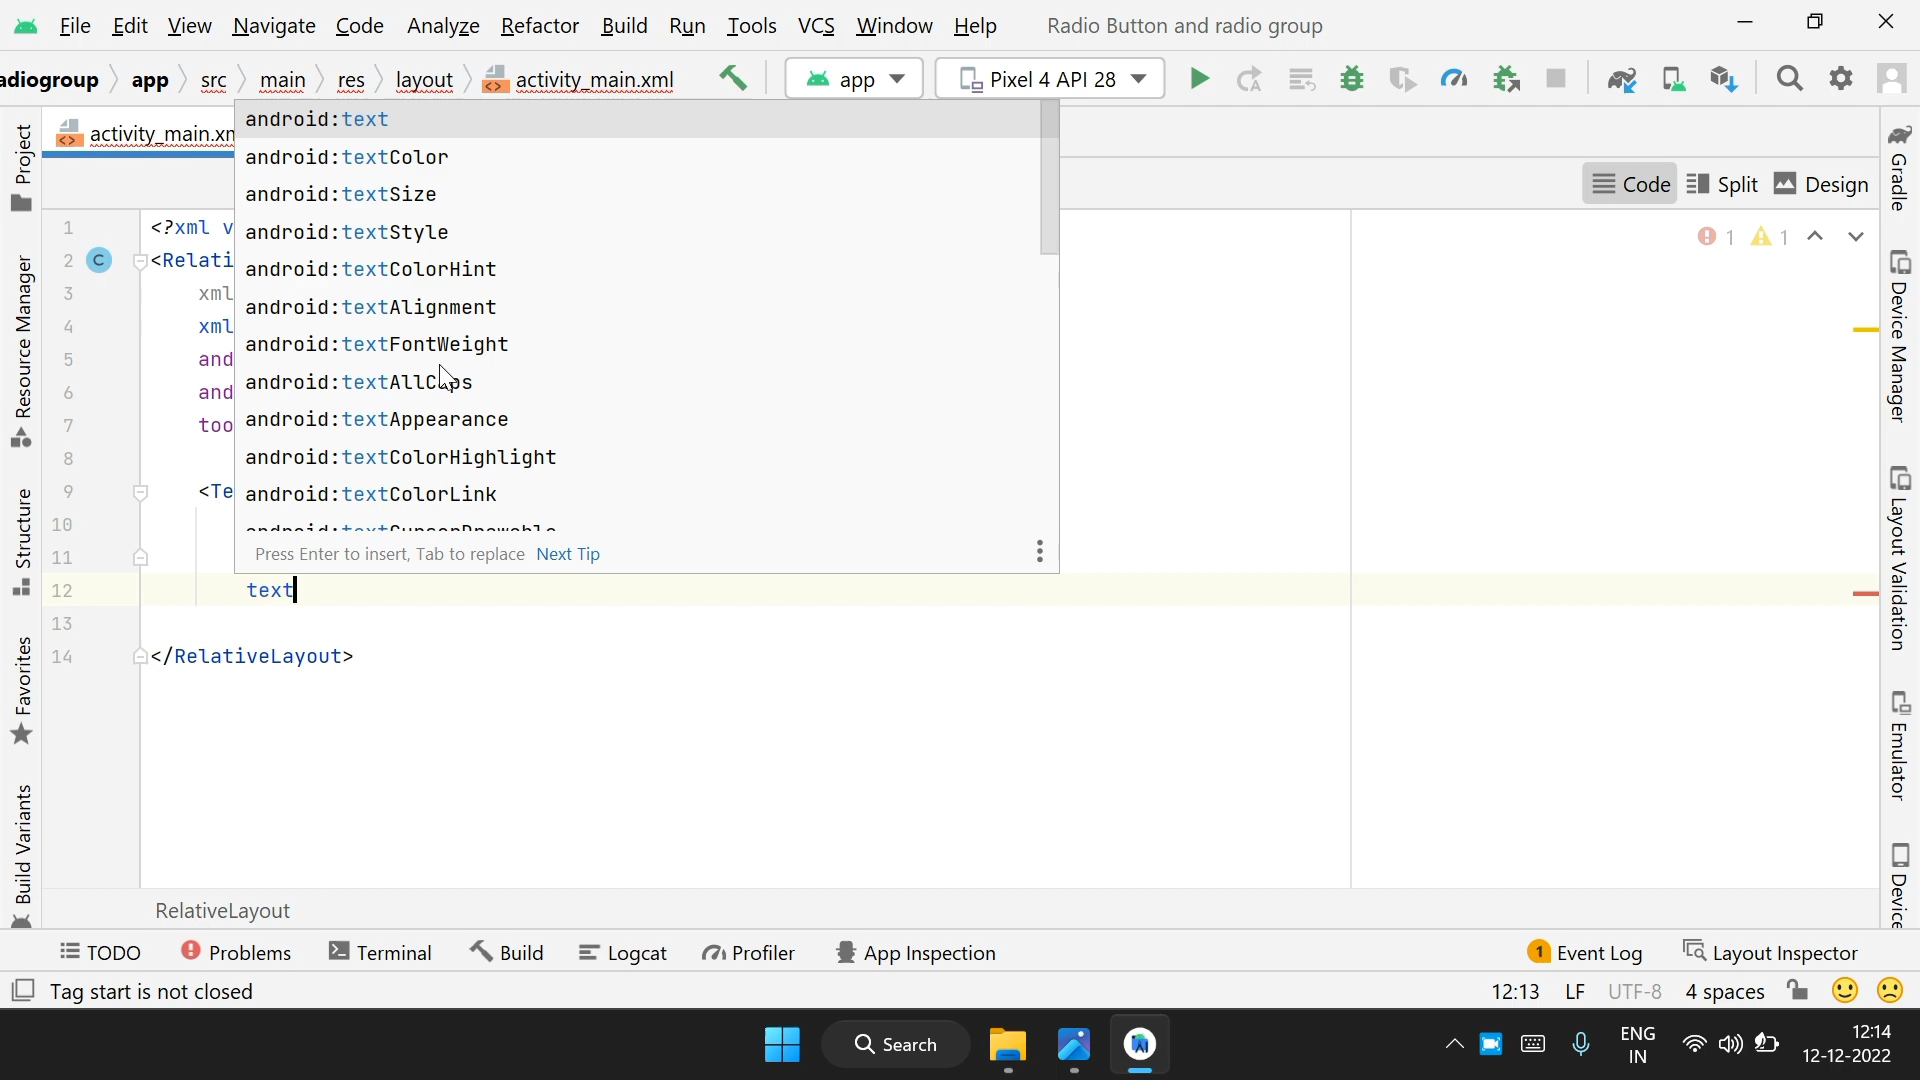 File Edit View Navigate Code Analyze Refactor Build Run Tools VCS Window Help Radio Button and radio group
adiogroup app src main res layout activity_main.xml app Pixel 4 API 28
activity_main.xm
Code Split Design
android:text
android:textColor
android:textSize
android:textStyle
android:textColorHint
android:textAlignment
android:textFontWeight
android:textAllCaps
android:textAppearance
android:textColorHighlight
android:textColorLink
android:textCursorDrawable
Press Enter to insert, Tab to replace Next Tip
1 <?xml v
2 C <Relati
3 xml
4 xml
5 and
6 and
7 too
8
9 <Te
10
11
12 text
13
14 </RelativeLayout>
1 1
Project
Resource Manager
Structure
Favorites
Build Variants
Gradle
Device Manager
Layout Validation
Emulator
Device
RelativeLayout
TODO Problems Terminal Build Logcat Profiler App Inspection 1 Event Log Layout Inspector
Tag start is not closed 12:13 LF UTF-8 4 spaces
Search ENG 12:14
IN 12-12-2022